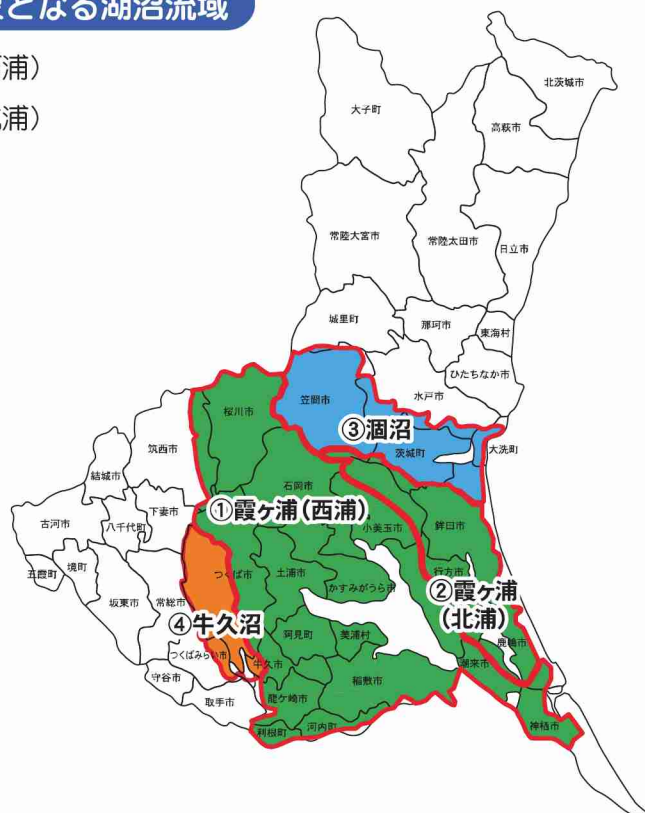 となる湖沼流域
浦）
浦）
北茨城市
大子町
高萩市
常陸大宮市
常陸太田市
日立市
城里町
那珂市
東海村
ひたちなか市
水戸市
笠間市
桜川市
③涸沼
大洗町
茨城町
筑西市
結城市
石岡市
下妻市
①霞ヶ浦（西浦）
古河市
八千代町
小美玉市
鉾田市
五霞町
境町
つくば市
土浦市
行方市
かすみがうら市
②霞ヶ浦
（北浦）
坂東市
常総市
④牛久沼
阿見町
美浦村
鹿嶋市
つくばみらい市
牛久市
潮来市
守谷市
稲敷市
取手市
龍ケ崎市
利根町
河内町
神栖市